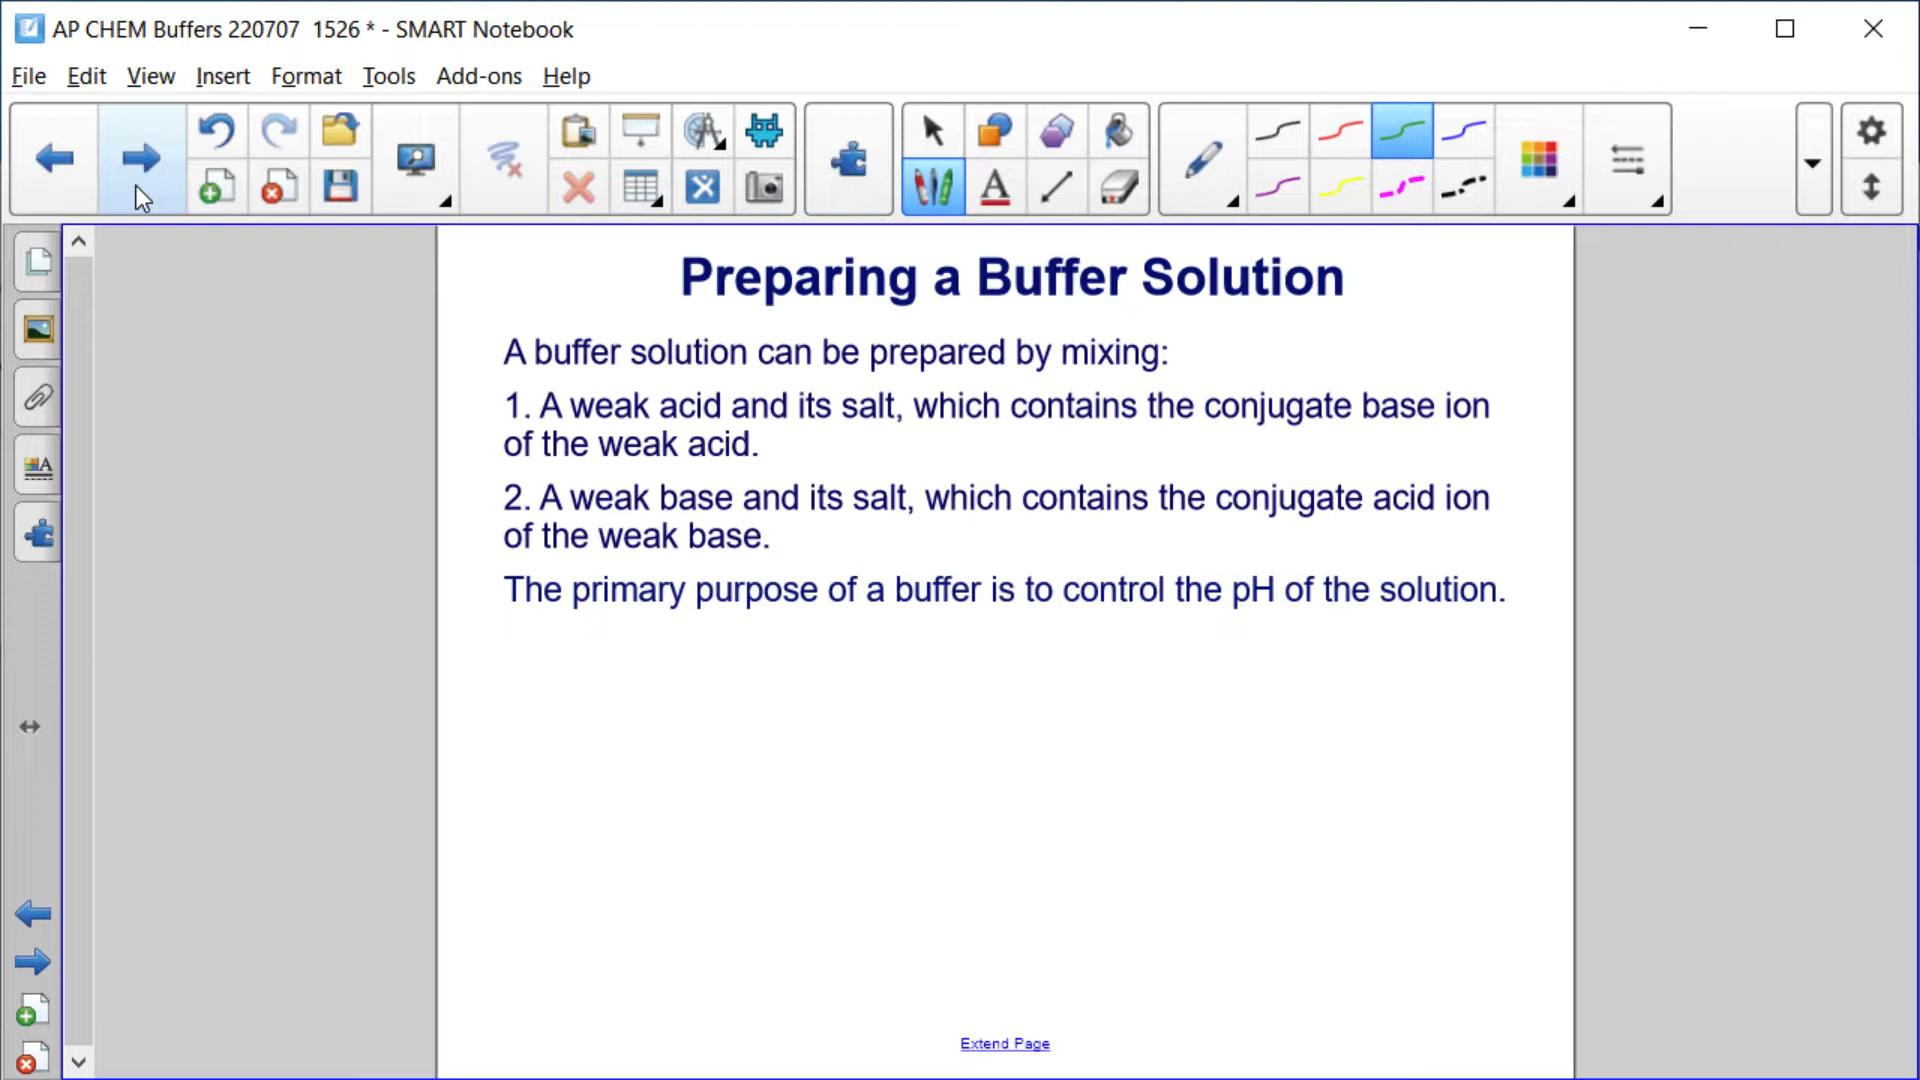 AP CHEM Buffers 220707 1526 * - SMART Notebook
File Edit View Insert Format Tools Add-ons Help
Preparing a Buffer Solution
A buffer solution can be prepared by mixing:
1. A weak acid and its salt, which contains the conjugate base ion
of the weak acid.
2. A weak base and its salt, which contains the conjugate acid ion
of the weak base.
The primary purpose of a buffer is to control the pH of the solution.
Extend Page